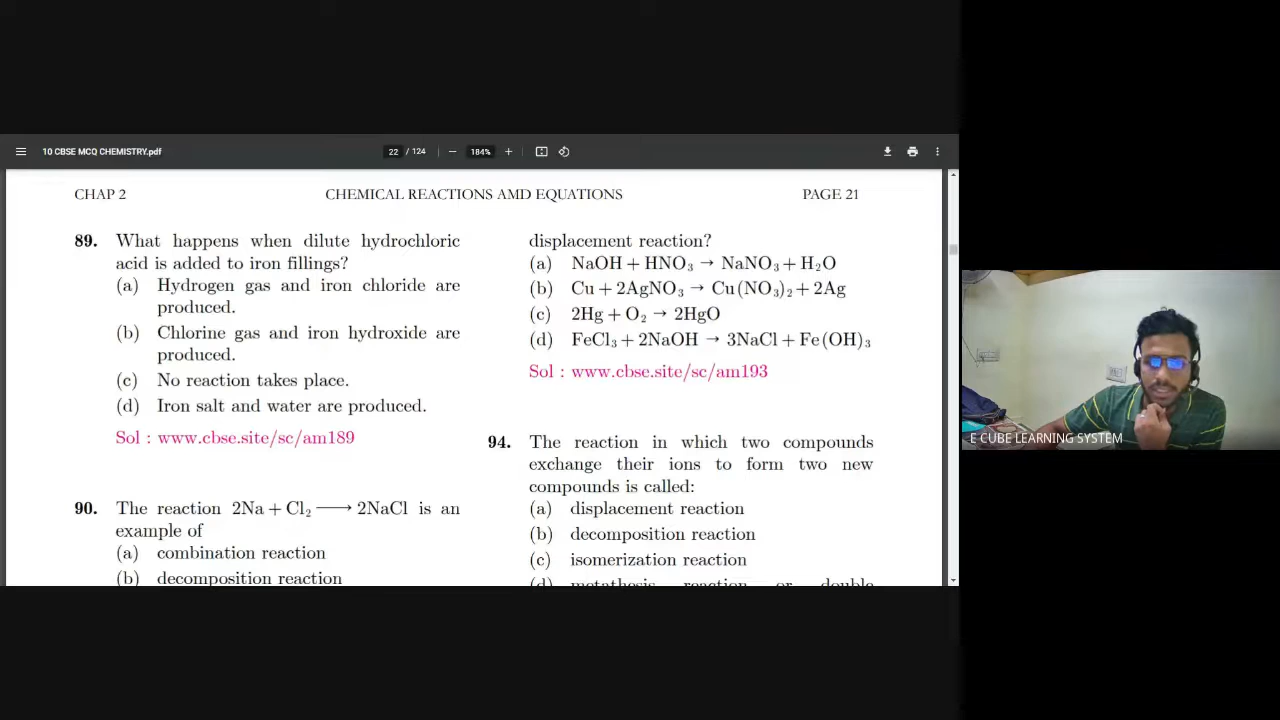 10 CBSE MCQ CHEMISTRY.pdf
22 / 124
184%
CHAP 2
CHEMICAL REACTIONS AMD EQUATIONS
PAGE 21
89. What happens when dilute hydrochloric
acid is added to iron fillings?
(a) Hydrogen gas and iron chloride are
produced.
(b) Chlorine gas and iron hydroxide are
produced.
(c) No reaction takes place.
(d) Iron salt and water are produced.
Sol : www.cbse.site/sc/am189
90. The reaction 2Na + Cl₂ ⟶ 2NaCl is an
example of
(a) combination reaction
(b) decomposition reaction
displacement reaction?
(a) NaOH + HNO₃ → NaNO₃ + H₂O
(b) Cu + 2AgNO₃ → Cu(NO₃)₂ + 2Ag
(c) 2Hg + O₂ → 2HgO
(d) FeCl₃ + 2NaOH → 3NaCl + Fe(OH)₃
Sol : www.cbse.site/sc/am193
94. The reaction in which two compounds
exchange their ions to form two new
compounds is called:
(a) displacement reaction
(b) decomposition reaction
(c) isomerization reaction
(d) metathesis reaction or double
E CUBE LEARNING SYSTEM